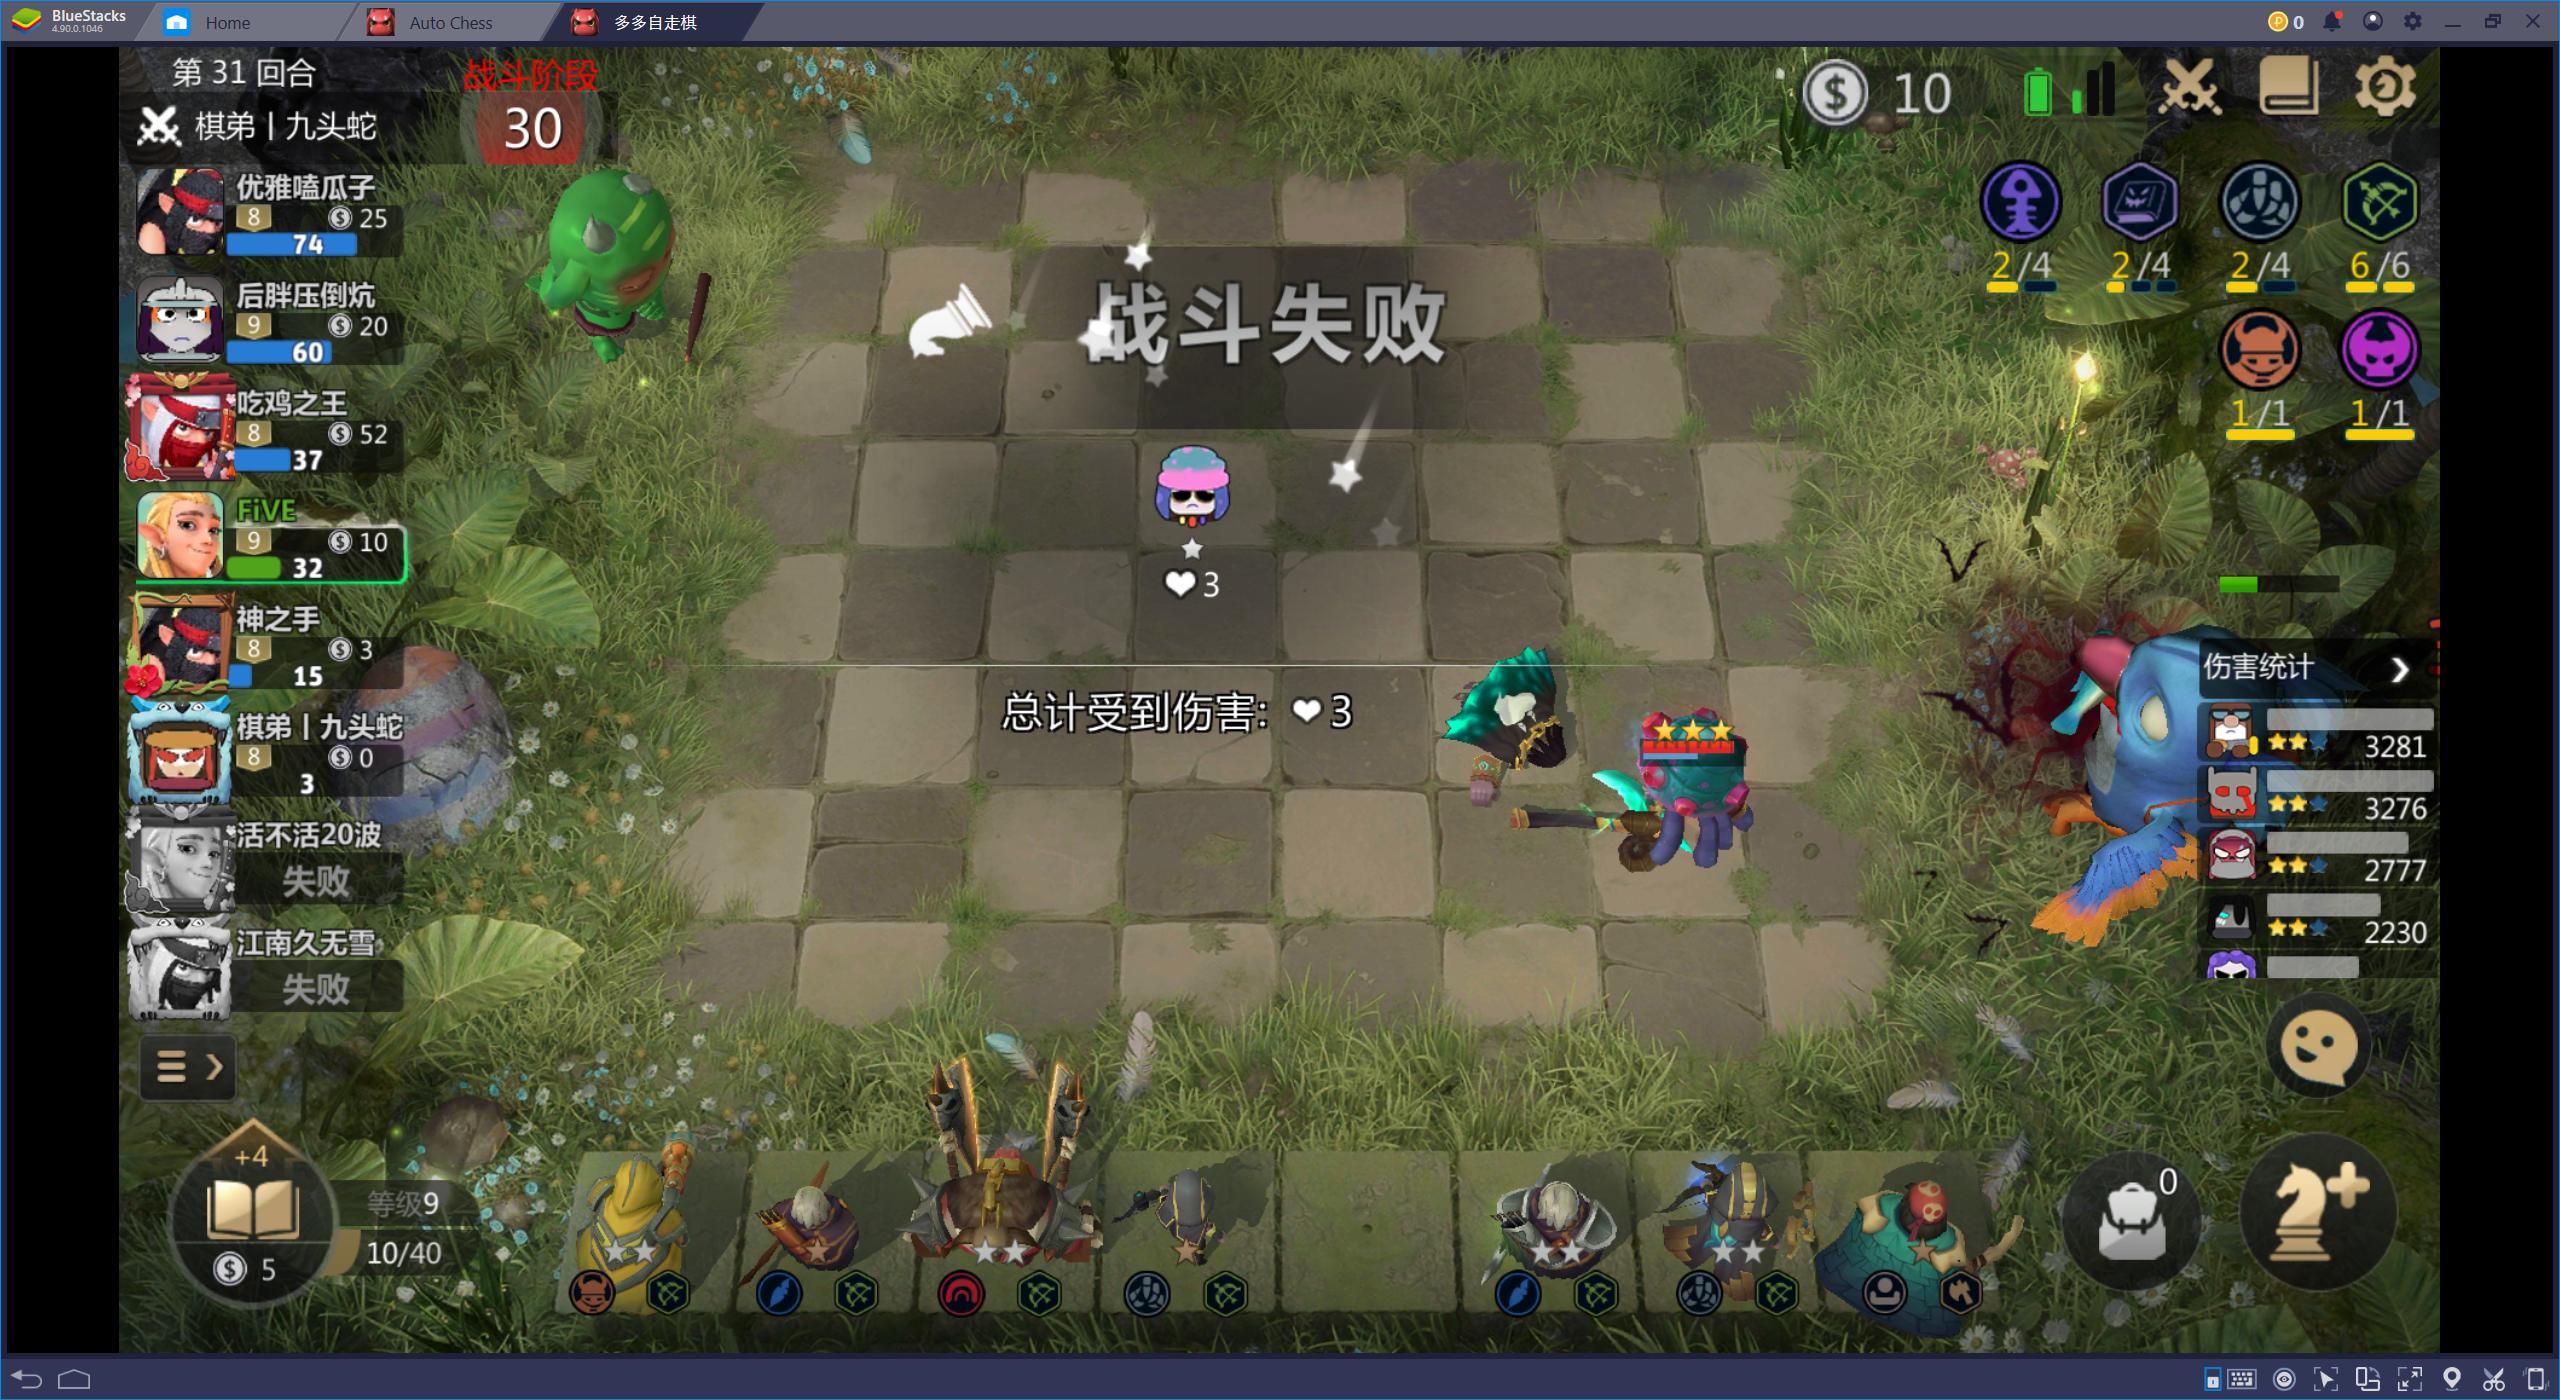 BlueStacks
4.90.0.1046
Home
Auto Chess
多多自走棋
0
第 31 回合
战斗阶段
棋弟丨九头蛇
30
10
优雅嗑瓜子
8
25
74
后胖压倒炕
9
20
60
吃鸡之王
8
52
37
FiVE
9
10
32
神之手
8
3
15
棋弟丨九头蛇
8
0
3
活不活20波
失败
江南久无雪
失败
2/4
2/4
2/4
6/6
1/1
1/1
战斗失败
3
总计受到伤害: 3
伤害统计
3281
3276
2777
2230
+4
5
等级9
10/40
0